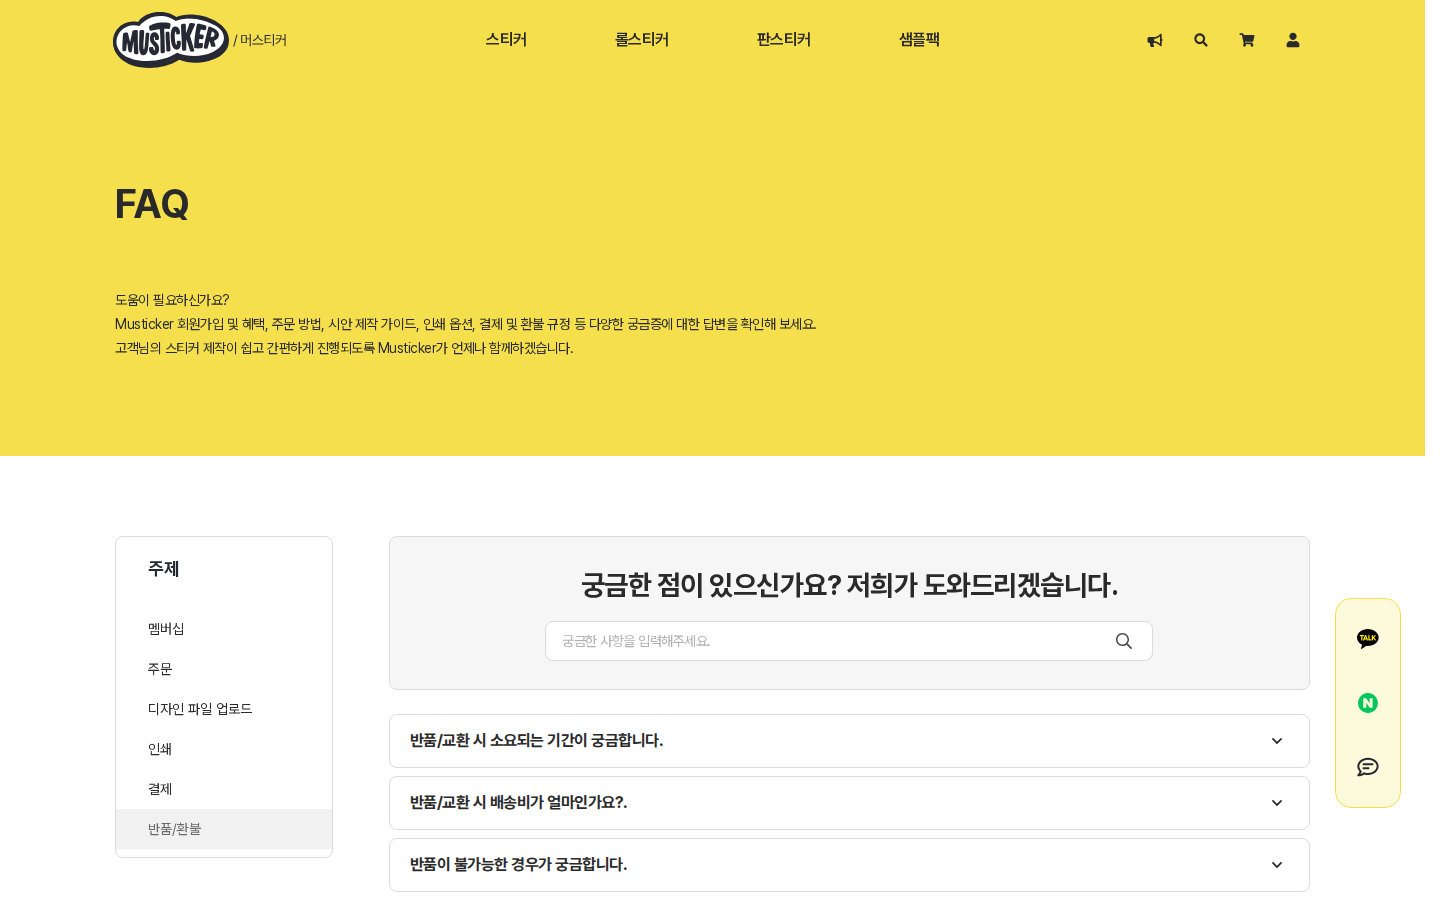 MUSTICKER
/ 머스티커
스티커
롤스티커
판스티커
샘플팩
FAQ
도움이 필요하신가요?
Musticker 회원가입 및 혜택, 주문 방법, 시안 제작 가이드, 인쇄 옵션, 결제 및 환불 규정 등 다양한 궁금증에 대한 답변을 확인해 보세요.
고객님의 스티커 제작이 쉽고 간편하게 진행되도록 Musticker가 언제나 함께하겠습니다.
주제
멤버십
주문
디자인 파일 업로드
인쇄
결제
반품/환불
궁금한 점이 있으신가요? 저희가 도와드리겠습니다.
궁금한 사항을 입력해주세요.
반품/교환 시 소요되는 기간이 궁금합니다.
반품/교환 시 배송비가 얼마인가요?.
반품이 불가능한 경우가 궁금합니다.
TALK
N